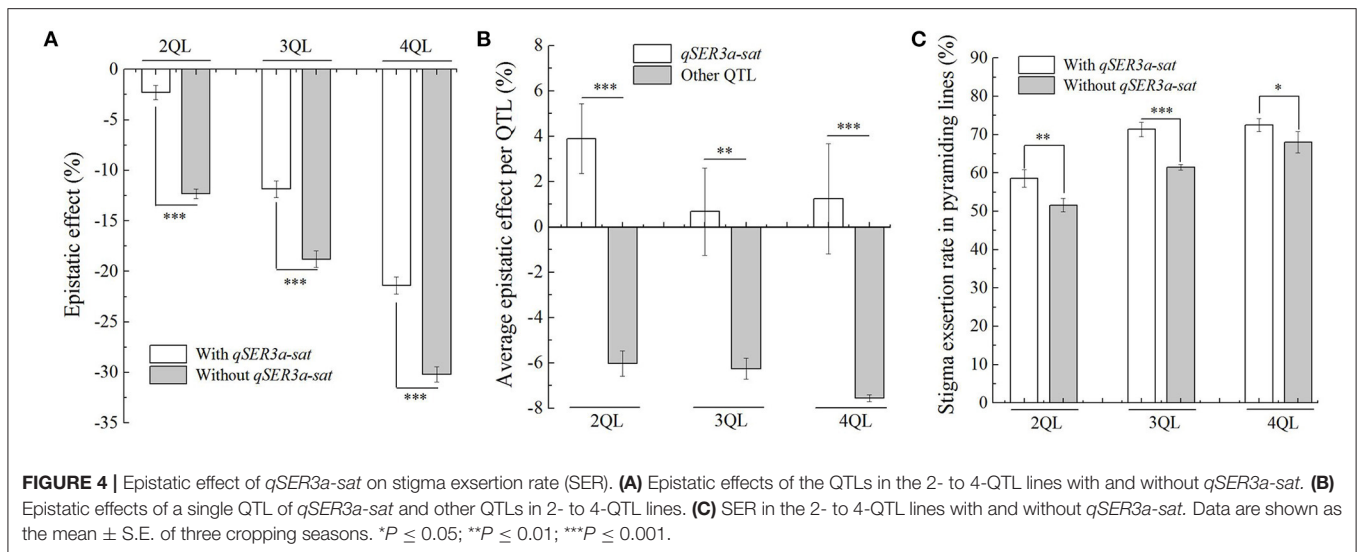 A
2QL 3QL 4QL
0
-5
-10
-15
-20
-25
-30
-35
Epistatic effect (%)
***
***
***
With qSER3a-sat
Without qSER3a-sat
B
8
6
4
2
0
-2
-4
-6
-8
Average epistatic effect per QTL (%)
qSER3a-sat
Other QTL
***
**
***
2QL 3QL 4QL
C
100
90
80
70
60
50
40
30
20
10
0
Stigma exsertion rate in pyramiding lines (%)
With qSER3a-sat
Without qSER3a-sat
**
***
*
2QL 3QL 4QL
FIGURE 4 | Epistatic effect of qSER3a-sat on stigma exsertion rate (SER). (A) Epistatic effects of the QTLs in the 2- to 4-QTL lines with and without qSER3a-sat. (B)
Epistatic effects of a single QTL of qSER3a-sat and other QTLs in 2- to 4-QTL lines. (C) SER in the 2- to 4-QTL lines with and without qSER3a-sat. Data are shown as
the mean ± S.E. of three cropping seasons. *P ≤ 0.05; **P ≤ 0.01; ***P ≤ 0.001.